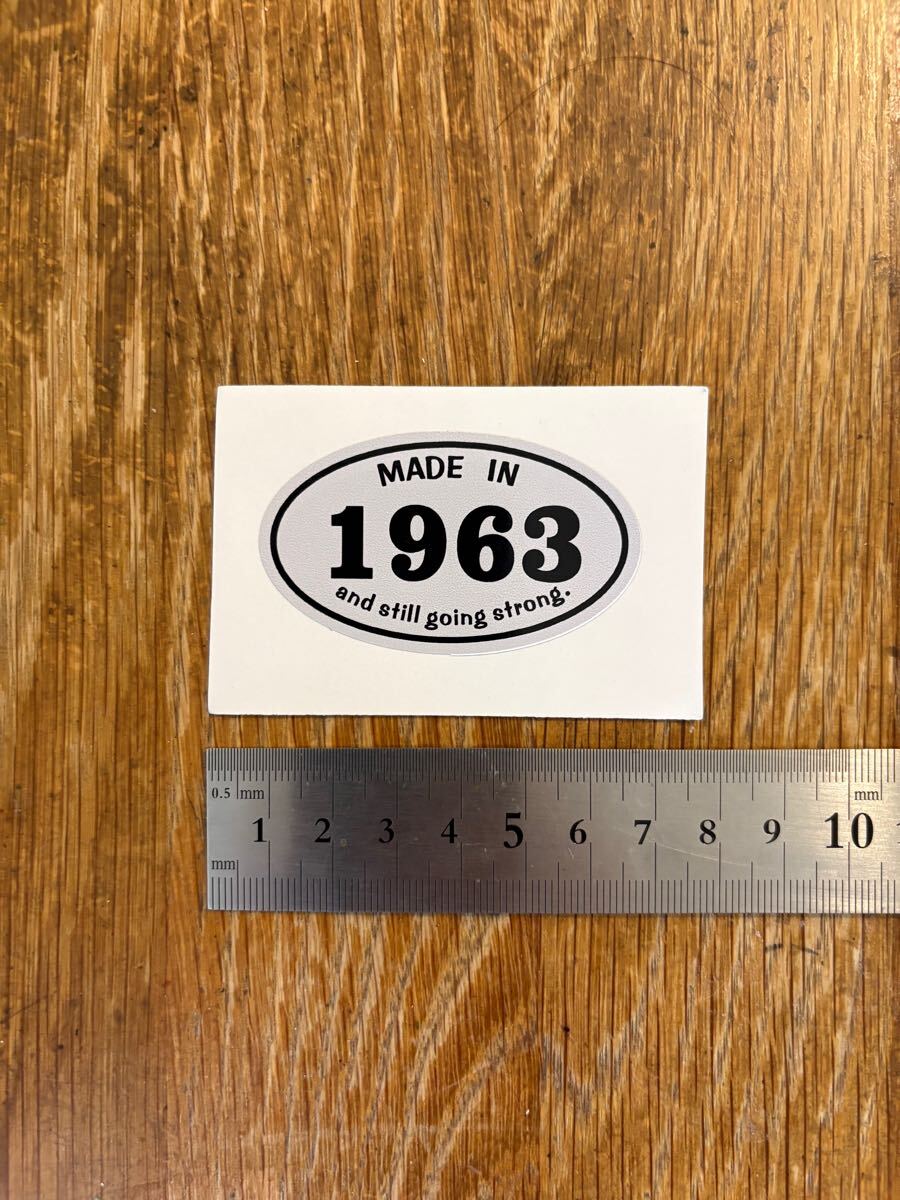 MADE IN
1963
and still going strong.
0.5 mm mm
1 2 3 4 5 6 7 8 9 10
mm